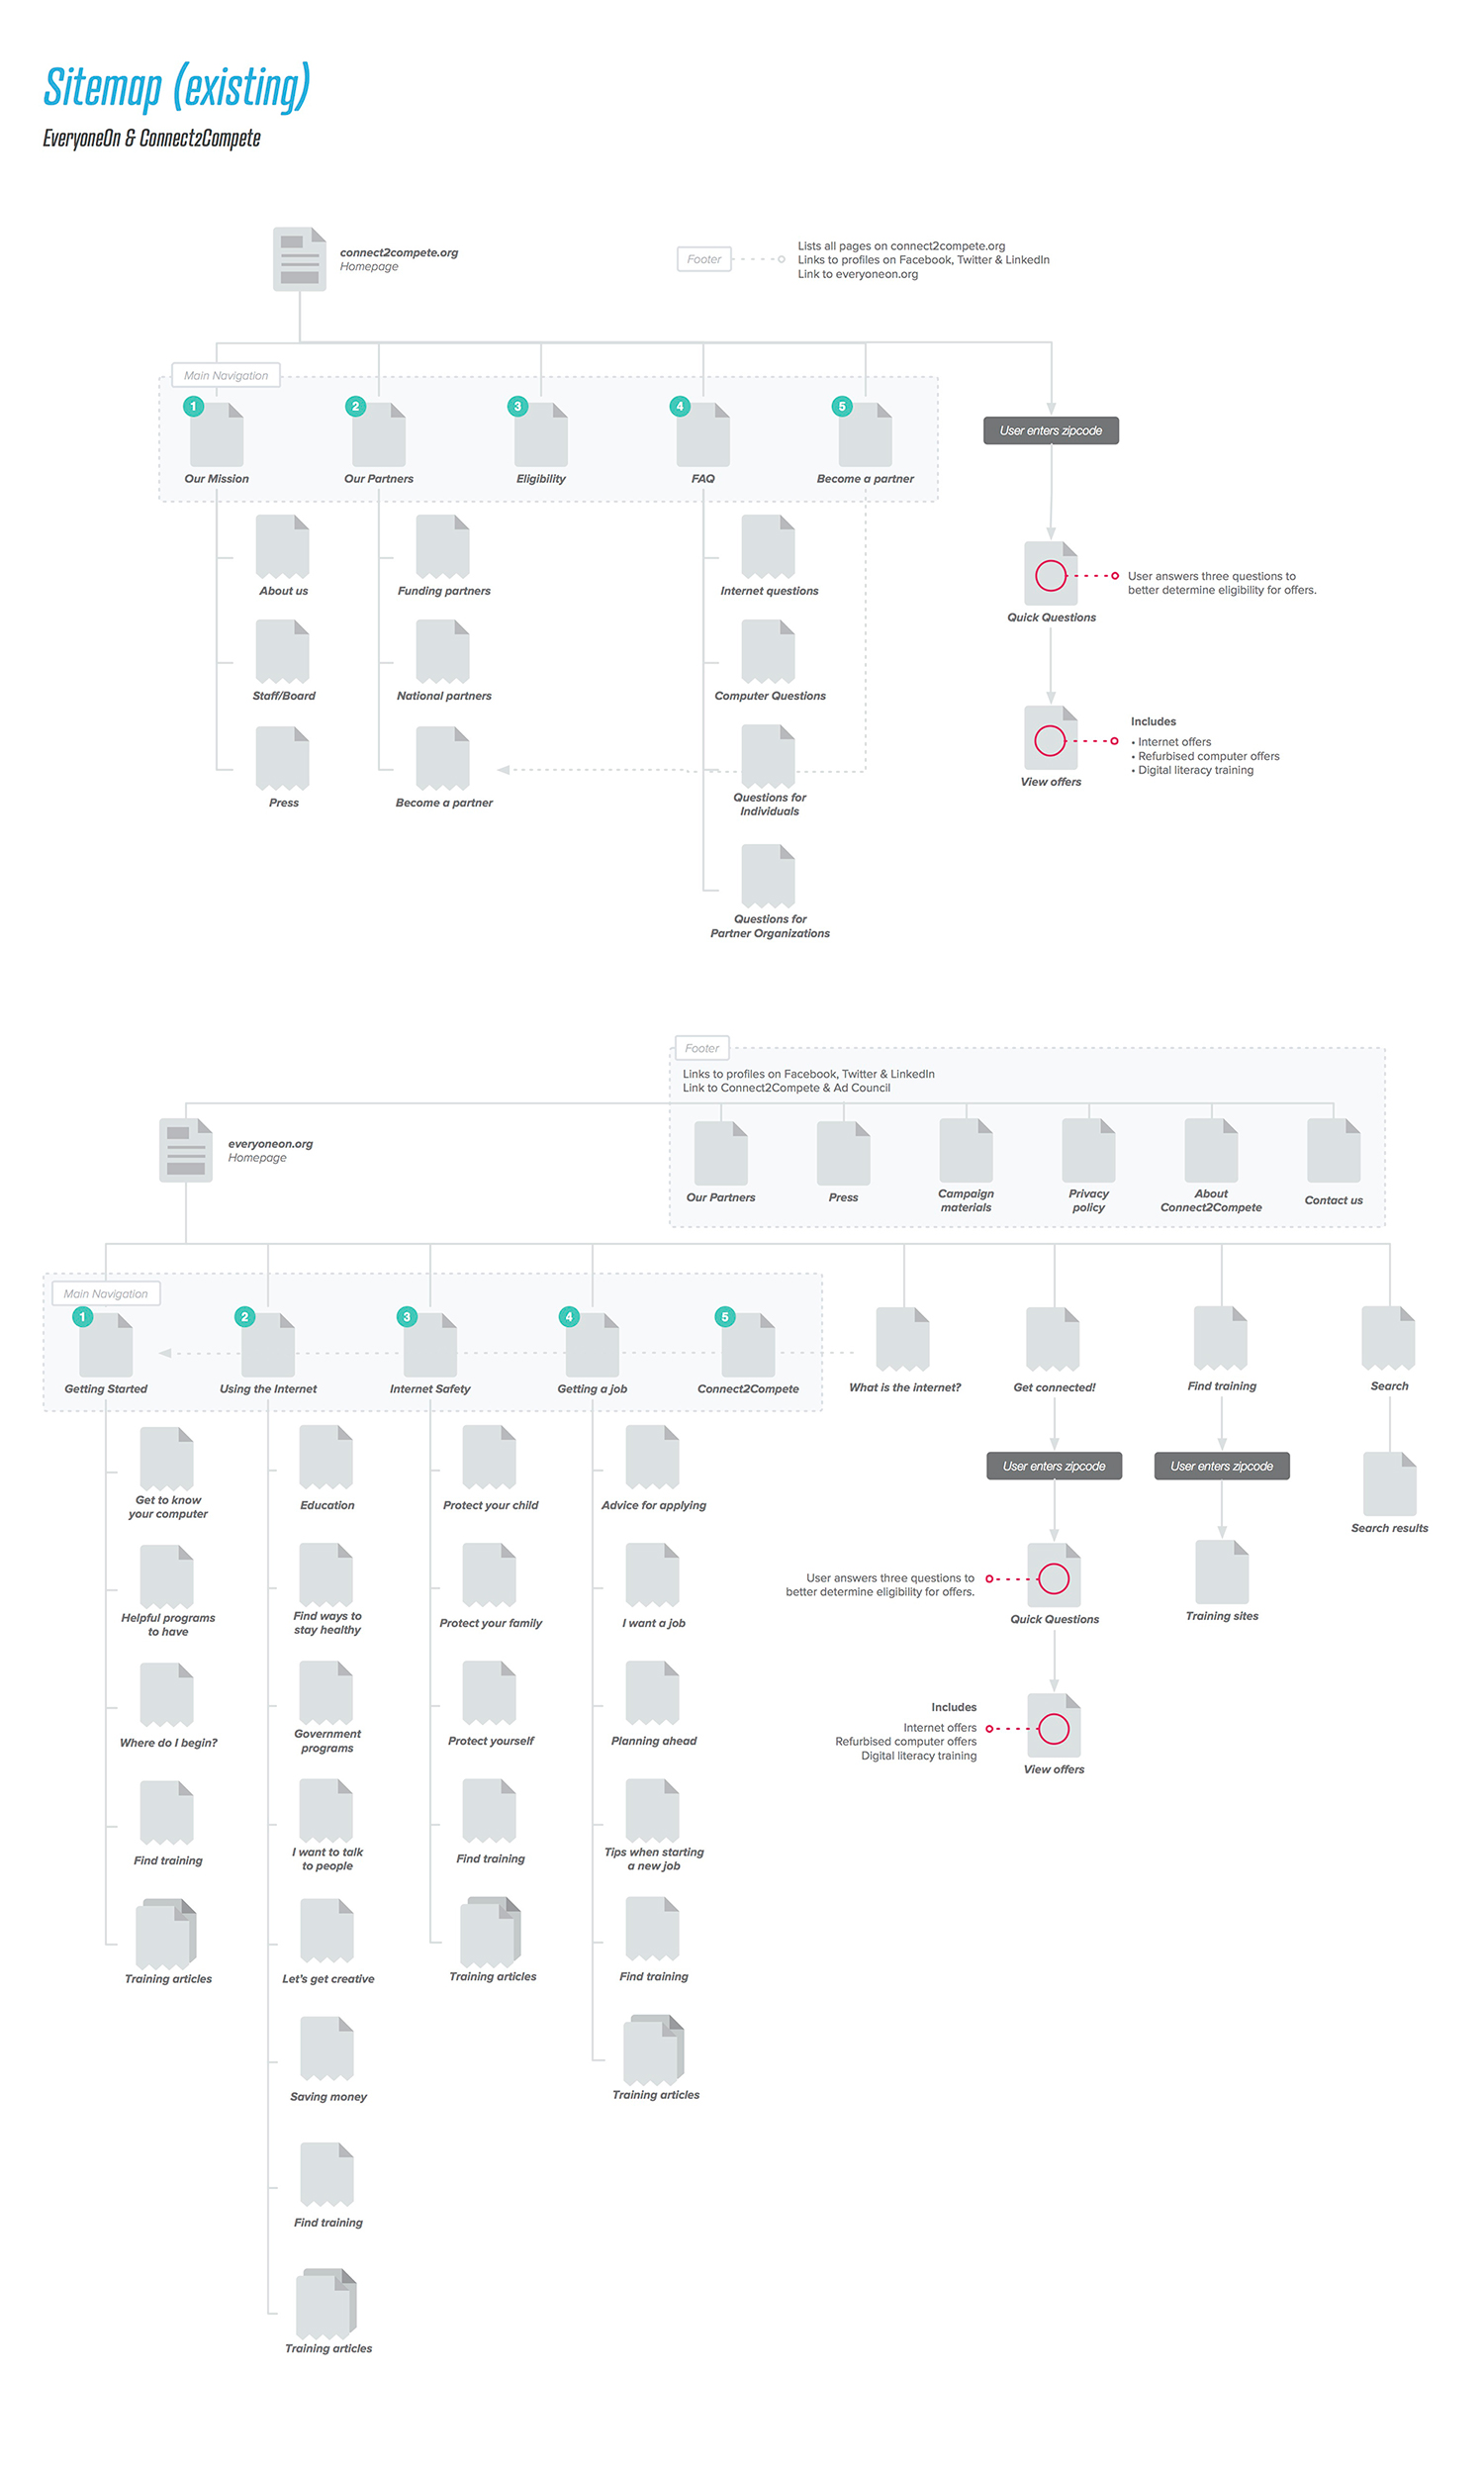 Sitemap (existing)
EveryoneOn & Connect2Compete
connect2compete.org
Homepage
Footer
Lists all pages on connect2compete.org
Links to profiles on Facebook, Twitter & LinkedIn
Link to everyoneon.org
Main Navigation
1
2
3
4
5
Our Mission
Our Partners
Eligibility
FAQ
Become a partner
User enters zipcode
About us
Funding partners
Internet questions
Quick Questions
User answers three questions to
better determine eligibility for offers.
Staff/Board
National partners
Computer Questions
Press
Become a partner
Questions for
Individuals
View offers
Includes
• Internet offers
• Refurbised computer offers
• Digital literacy training
Questions for
Partner Organizations
Footer
Links to profiles on Facebook, Twitter & LinkedIn
Link to Connect2Compete & Ad Council
everyoneon.org
Homepage
Our Partners
Press
Campaign
materials
Privacy
policy
About
Connect2Compete
Contact us
Main Navigation
1
2
3
4
5
Getting Started
Using the Internet
Internet Safety
Getting a job
Connect2Compete
What is the internet?
Get connected!
Find training
Search
Get to know
your computer
Education
Protect your child
Advice for applying
User enters zipcode
User enters zipcode
Search results
Helpful programs
to have
Find ways to
stay healthy
Protect your family
I want a job
User answers three questions to
better determine eligibility for offers.
Quick Questions
Training sites
Where do I begin?
Government
programs
Protect yourself
Planning ahead
Includes
Internet offers
Refurbised computer offers
Digital literacy training
View offers
Find training
I want to talk
to people
Find training
Tips when starting
a new job
Training articles
Let's get creative
Training articles
Find training
Saving money
Training articles
Find training
Training articles